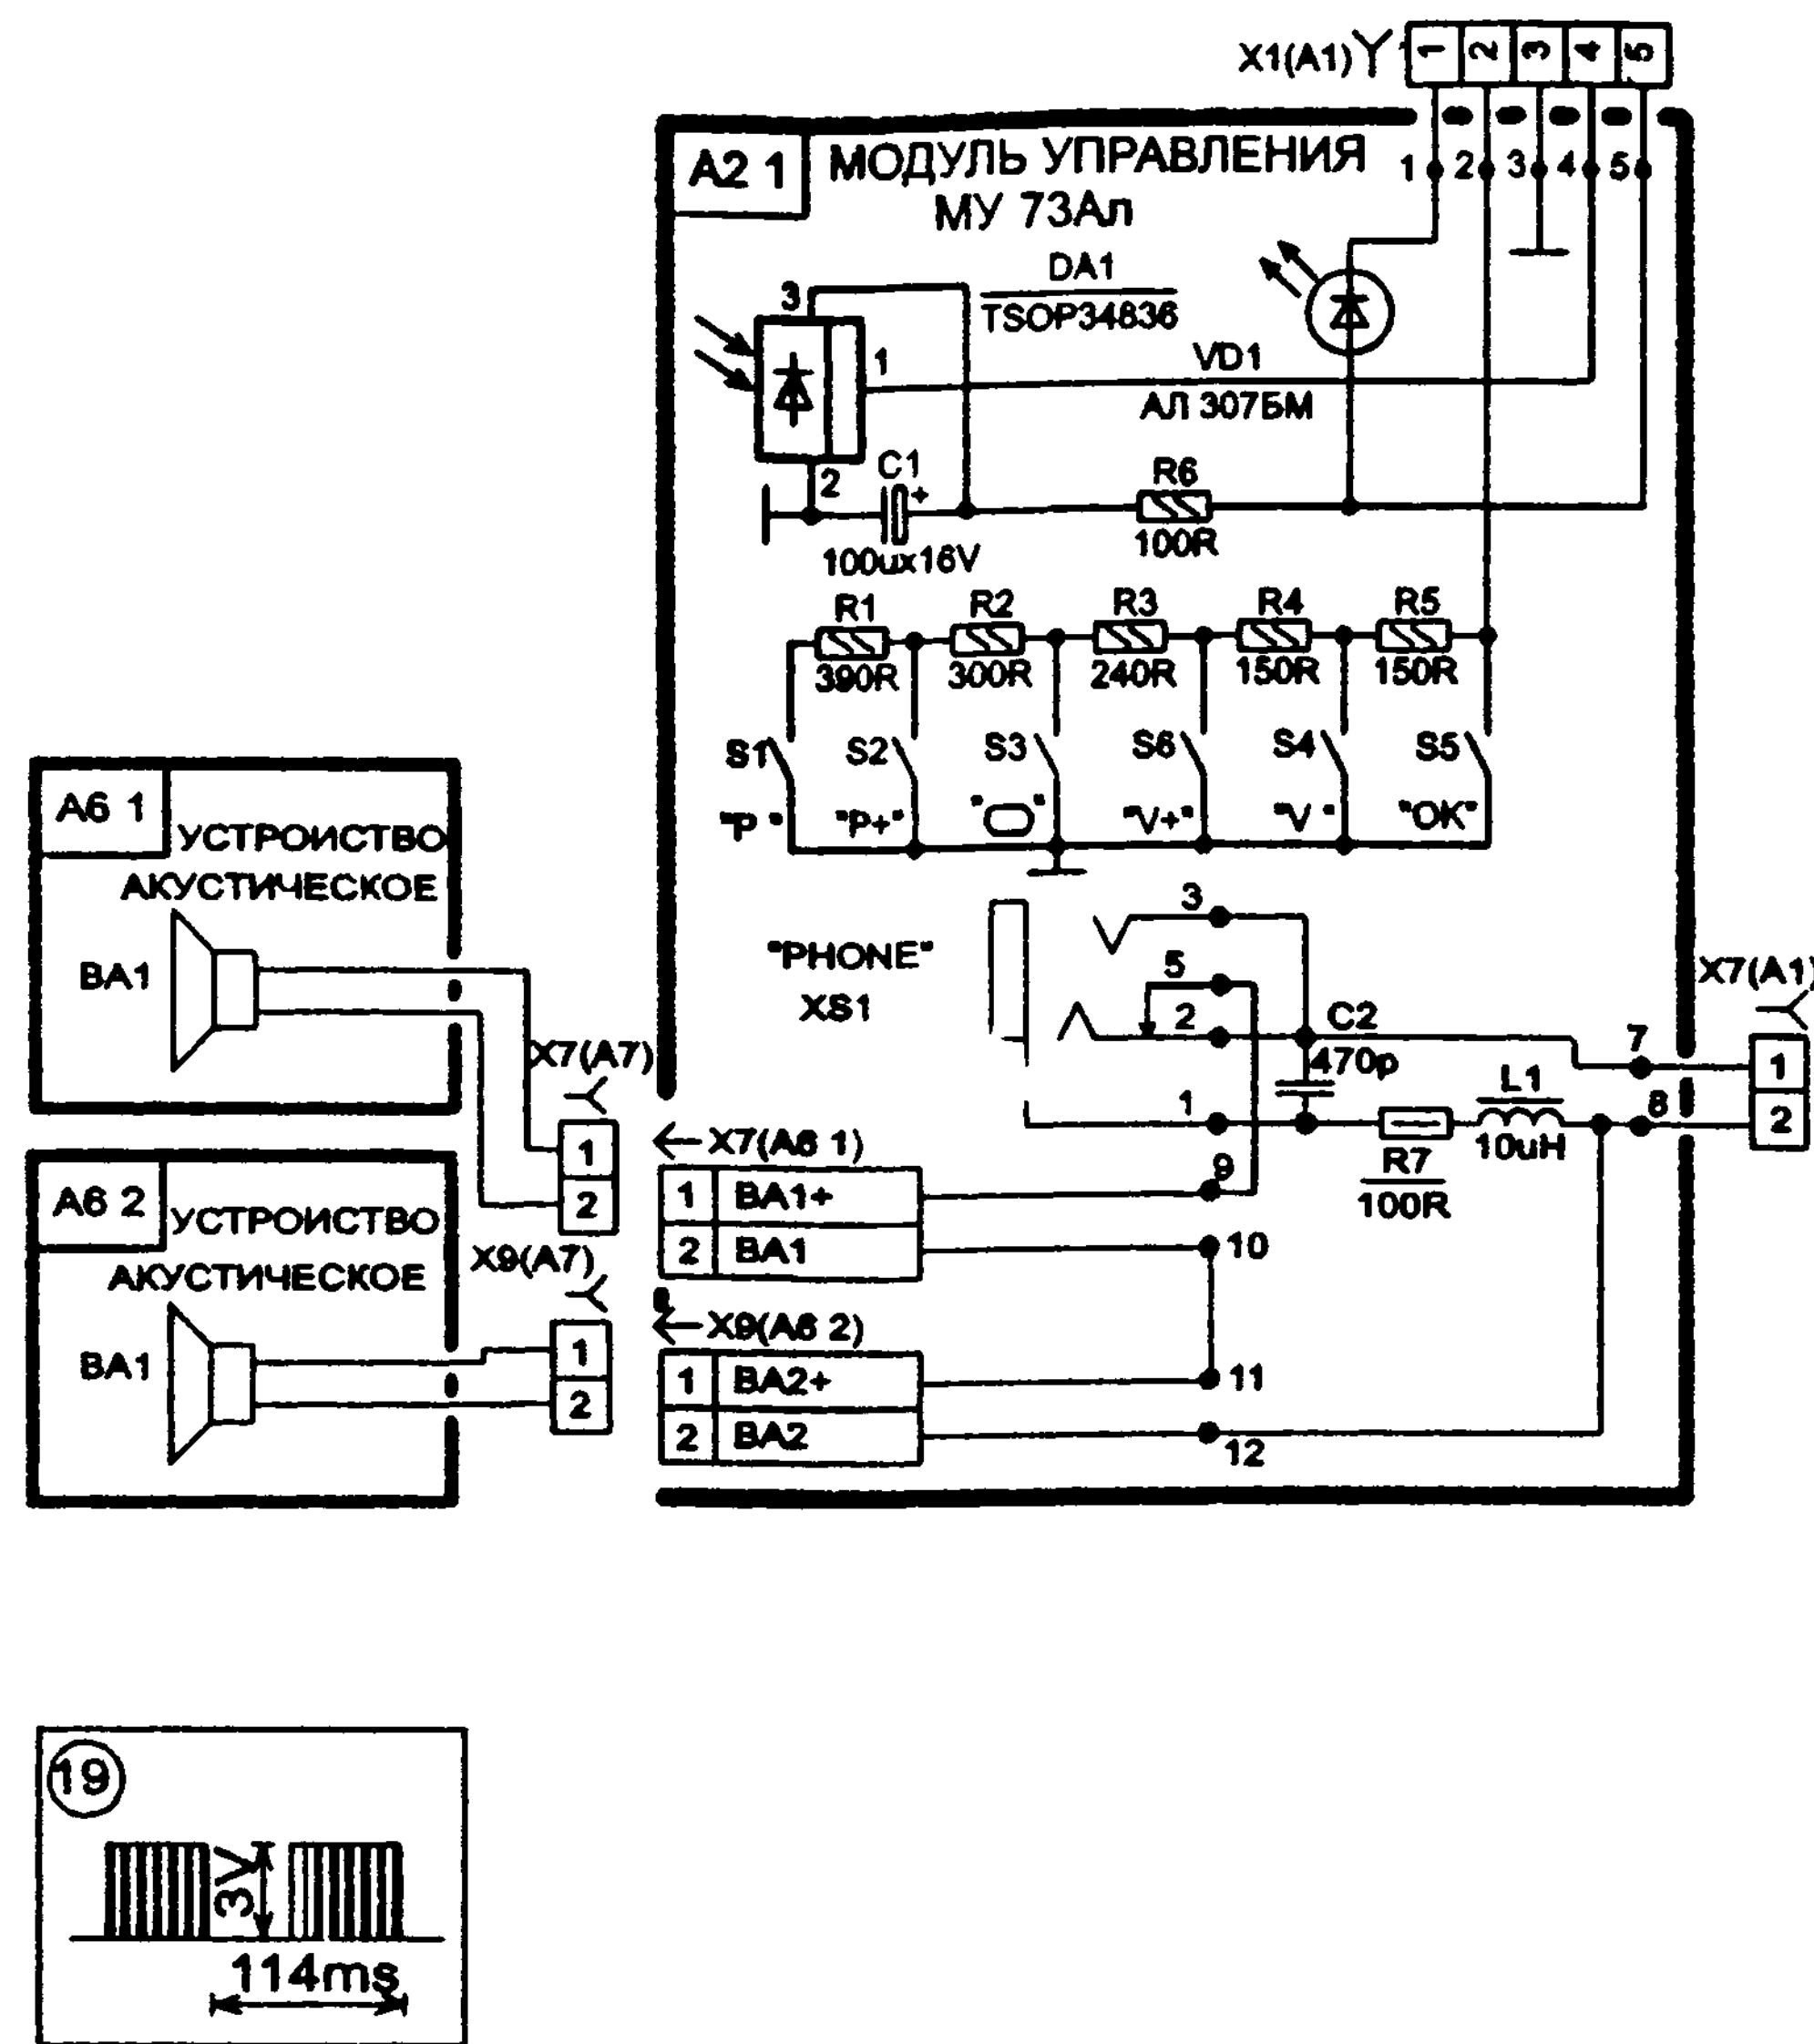 X1(A1) 1 2 3 4 5
A2 1 МОДУЛЬ УПРАВЛЕНИЯ
МУ 73Ал
1 2 3 4 5
DA1
TSOP34836
3
1
2
VD1
АЛ 307БМ
C1
+
100ux16V
R6
100R
R1 R2 R3 R4 R5
390R 300R 240R 150R 150R
S1 S2 S3 S6 S4 S5
"P " "P+" " " "V+" "V " "OK"
A6 1
УСТРОИСТВО
АКУСТИЧЕСКОЕ
BA1
X7(A7)
1
2
A6 2
УСТРОИСТВО
АКУСТИЧЕСКОЕ
BA1
X9(A7)
1
2
"PHONE"
XS1
3
5
2
1
C2
470p
R7
100R
L1
10uH
7
8
X7(A1)
1
2
X7(A6 1)
1 BA1+
2 BA1
9
10
X9(A6 2)
1 BA2+
2 BA2
11
12
19
3V
114ms